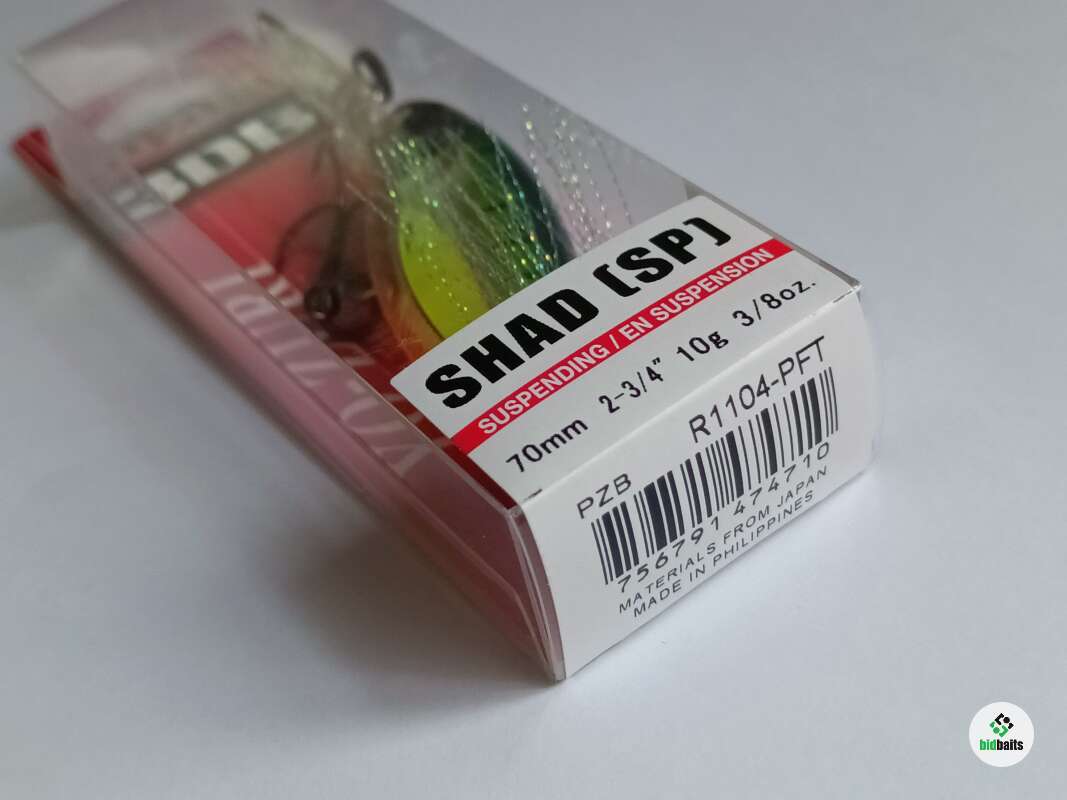 SHAD (SP)
SUSPENDING / EN SUSPENSION
70mm 2-3/4" 10g 3/8oz.
PZB R1104-PFT
756791 474710
MATERIALS FROM JAPAN
MADE IN PHILIPPINES
bidbaits